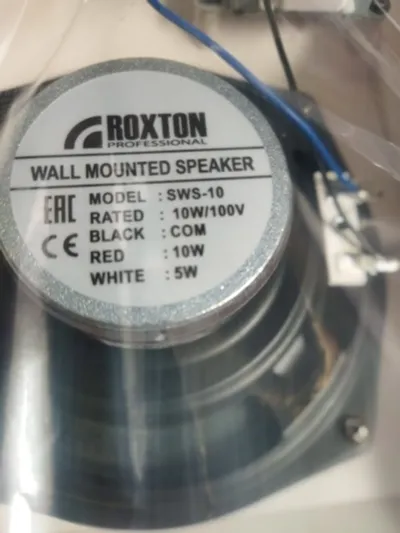 ROXTON
PROFESSIONAL
WALL MOUNTED SPEAKER
EAC
MODEL : SWS-10
RATED : 10W/100V
BLACK : COM
CE
RED : 10W
WHITE : 5W